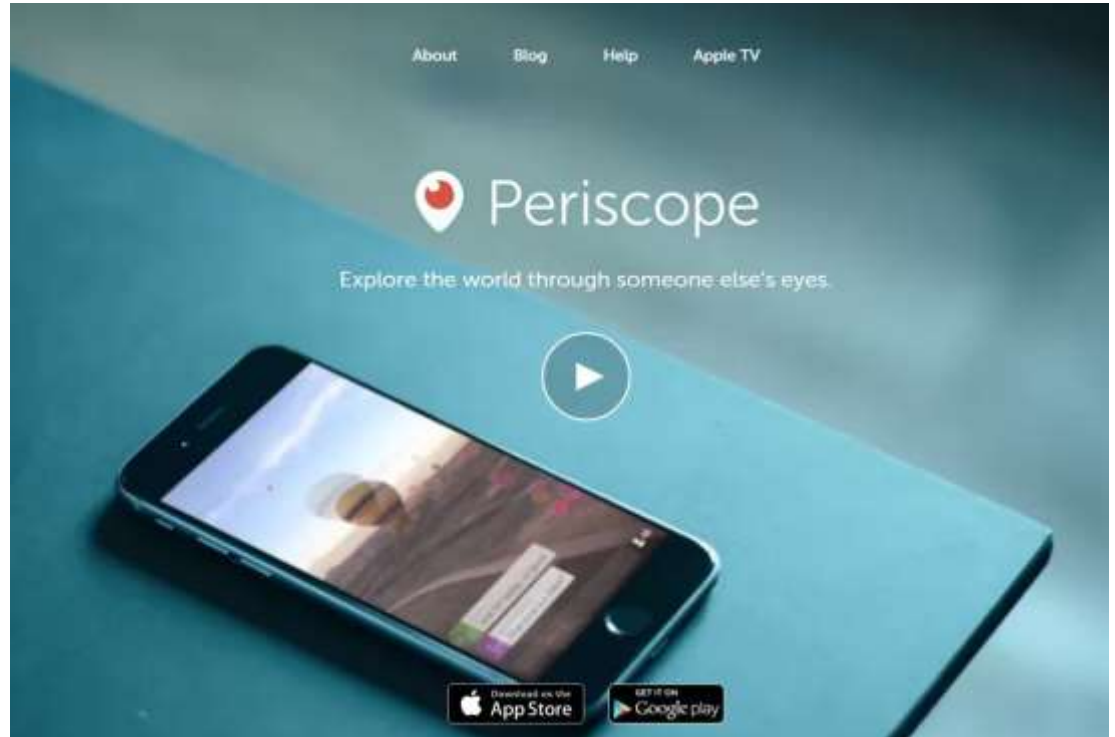 About Blog Help Apple TV
Periscope
Explore the world through someone else's eyes.
Download on the
App Store
GET IT ON
Google play